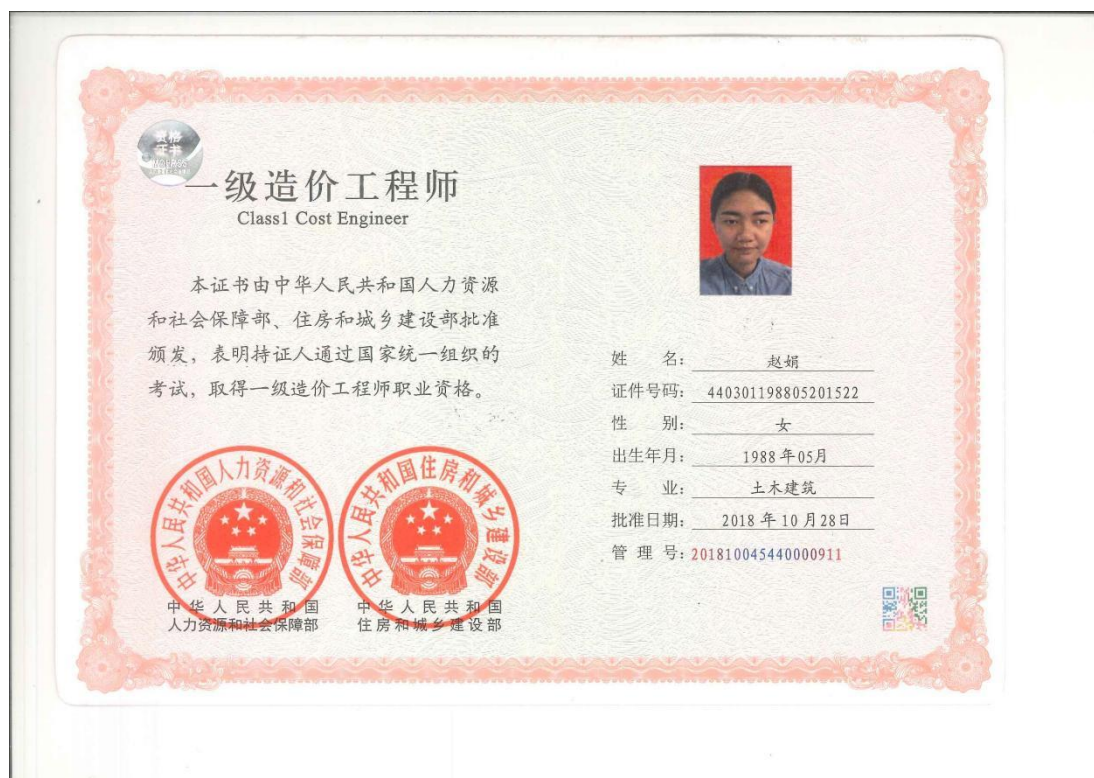 资格
证书
一级造价工程师
Class1 Cost Engineer
本证书由中华人民共和国人力资源
和社会保障部、住房和城乡建设部批准
颁发，表明持证人通过国家统一组织的
考试，取得一级造价工程师职业资格。
姓 名： 赵娟
证件号码： 440301198805201522
性 别： 女
出生年月： 1988年05月
专 业： 土木建筑
批准日期： 2018年10月28日
管 理 号：201810045440000911
中华人民共和国人力资源和社会保障部
中华人民共和国住房和城乡建设部
中华人民共和国
人力资源和社会保障部
中华人民共和国
住房和城乡建设部